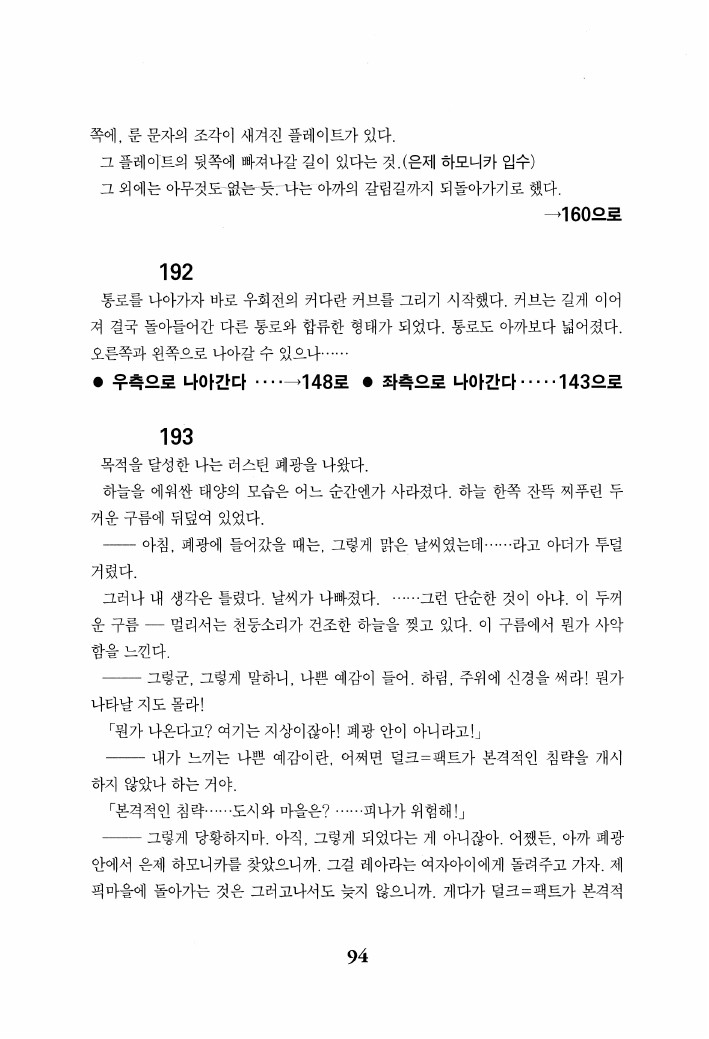 쪽에, 룬 문자의 조각이 새겨진 플레이트가 있다.
그 플레이트의 뒷쪽에 빠져나갈 길이 있다는 것.(은제 하모니카 입수)
그 외에는 아무것도 없는 듯. 나는 아까의 갈림길까지 되돌아가기로 했다.
→160으로
192
통로를 나아가자 바로 우회전의 커다란 커브를 그리기 시작했다. 커브는 길게 이어
져 결국 돌아들어간 다른 통로와 합류한 형태가 되었다. 통로도 아까보다 넓어졌다.
오른쪽과 왼쪽으로 나아갈 수 있으나……
● 우측으로 나아간다 ····→148로 ● 좌측으로 나아간다·····143으로
193
목적을 달성한 나는 러스틴 폐광을 나왔다.
하늘을 에워싼 태양의 모습은 어느 순간엔가 사라졌다. 하늘 한쪽 잔뜩 찌푸린 두
꺼운 구름에 뒤덮여 있었다.
―― 아침, 폐광에 들어갔을 때는, 그렇게 맑은 날씨였는데……라고 아더가 투덜
거렸다.
그러나 내 생각은 틀렸다. 날씨가 나빠졌다. ……그런 단순한 것이 아냐. 이 두꺼
운 구름 ― 멀리서는 천둥소리가 건조한 하늘을 찢고 있다. 이 구름에서 뭔가 사악
함을 느낀다.
―― 그렇군, 그렇게 말하니, 나쁜 예감이 들어. 하림, 주위에 신경을 써라! 뭔가
나타날 지도 몰라!
「뭔가 나온다고? 여기는 지상이잖아! 폐광 안이 아니라고!」
―― 내가 느끼는 나쁜 예감이란, 어쩌면 덜크=팩트가 본격적인 침략을 개시
하지 않았나 하는 거야.
「본격적인 침략……도시와 마을은? ……피나가 위험해!」
―― 그렇게 당황하지마. 아직, 그렇게 되었다는 게 아니잖아. 어쨌든, 아까 폐광
안에서 은제 하모니카를 찾았으니까. 그걸 레아라는 여자아이에게 돌려주고 가자. 제
픽마을에 돌아가는 것은 그러고나서도 늦지 않으니까. 게다가 덜크=팩트가 본격적
94